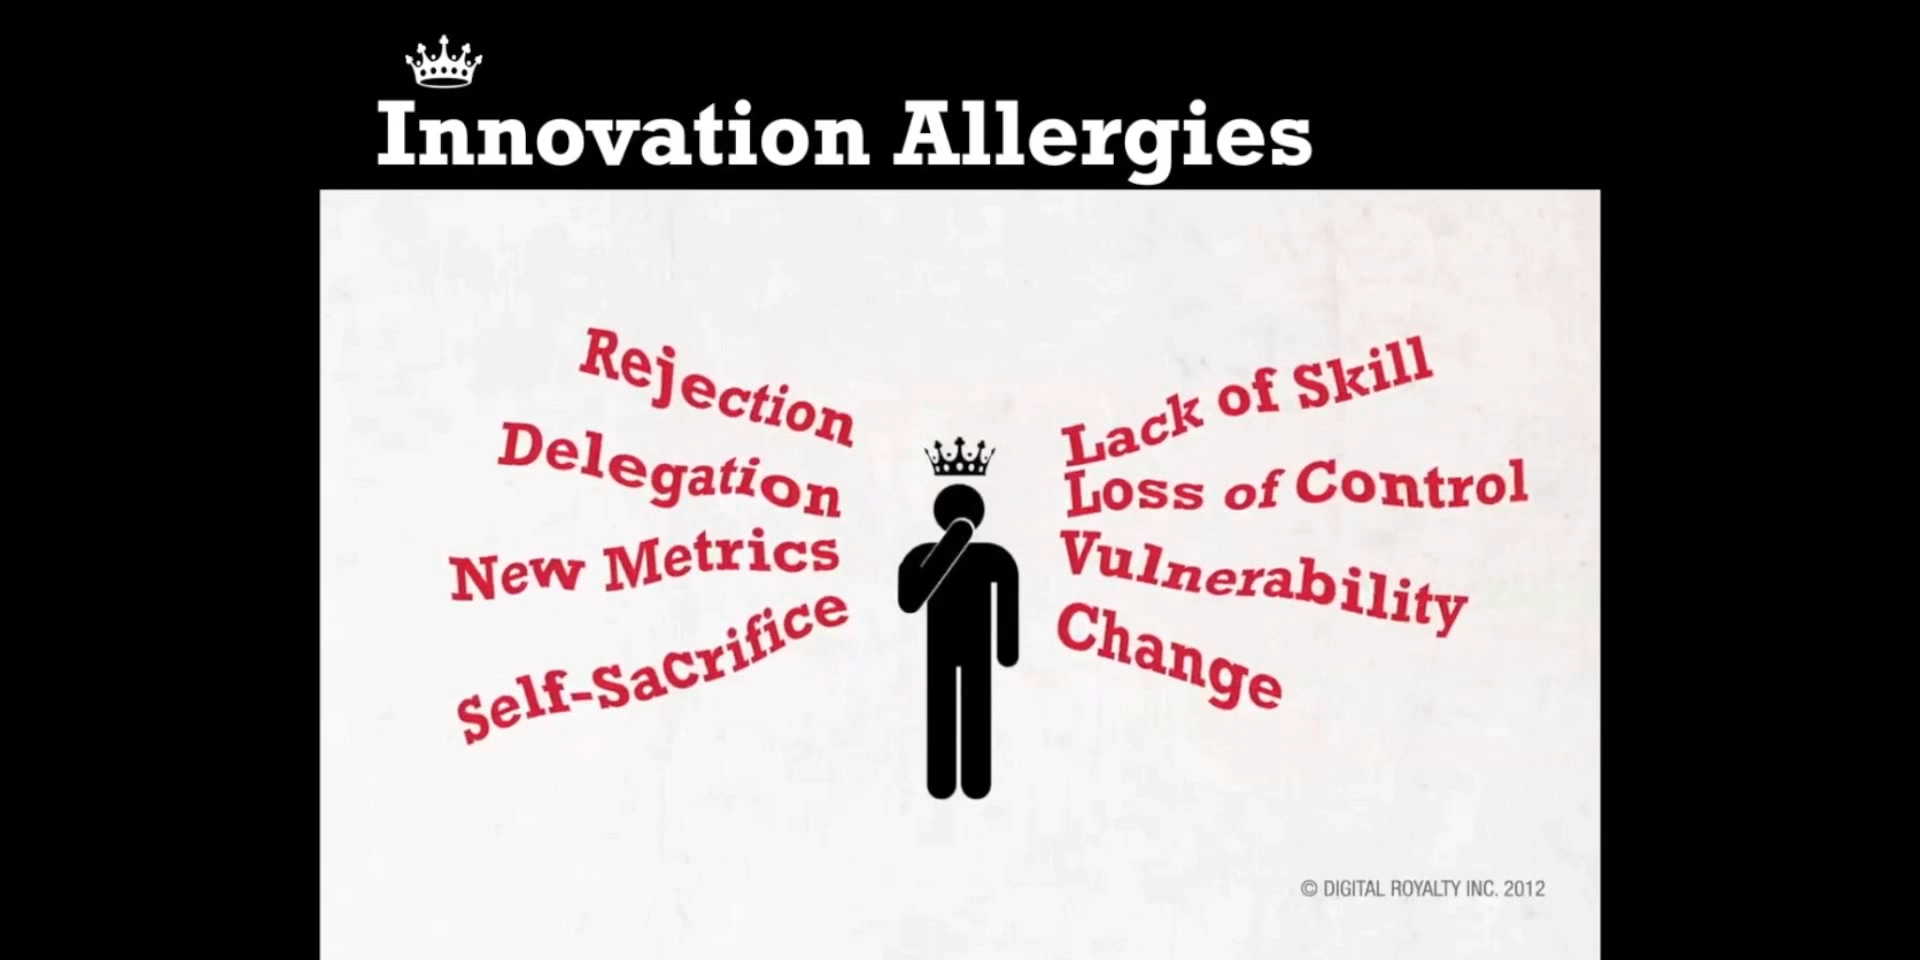 Innovation Allergies
Rejection
Delegation
New Metrics
Self-Sacrifice
Lack of Skill
Loss of Control
Vulnerability
Change
© DIGITAL ROYALTY INC. 2012